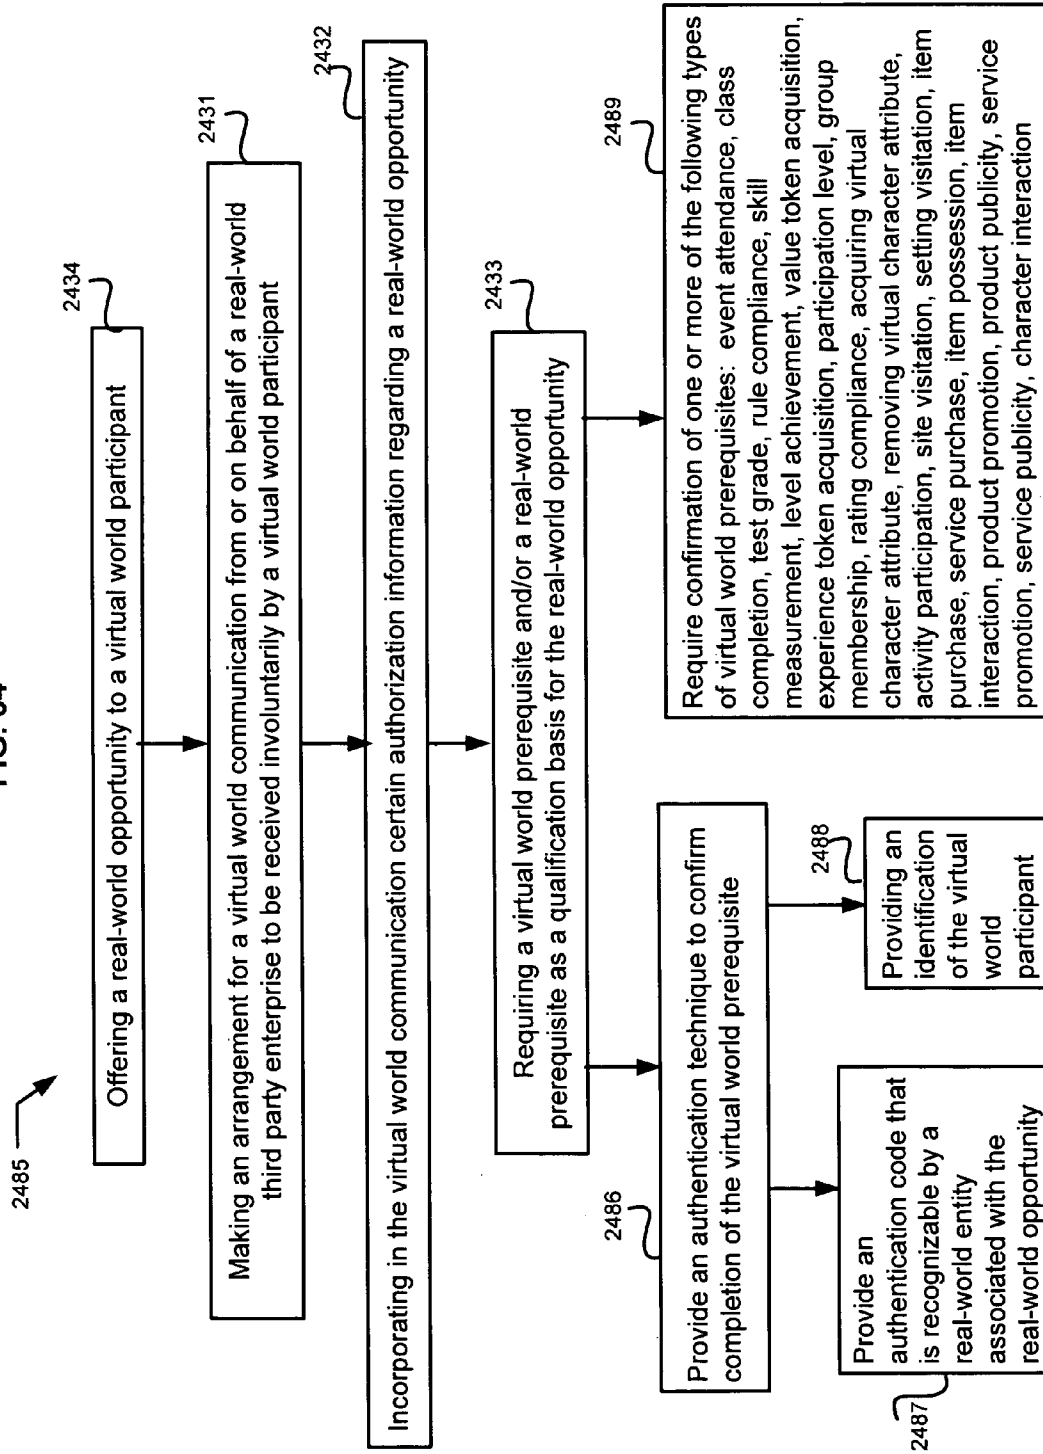 2485
Offering a real-world opportunity to a virtual world participant
2434
Making an arrangement for a virtual world communication from or on behalf of a real-world
third party enterprise to be received involuntarily by a virtual world participant
2431
Incorporating in the virtual world communication certain authorization information regarding a real-world opportunity
2432
Requiring a virtual world prerequisite and/or a real-world
prerequisite as a qualification basis for the real-world opportunity
2433
2486
Provide an authentication technique to confirm
completion of the virtual world prerequisite
2487
Provide an
authentication code that
is recognizable by a
real-world entity
associated with the
real-world opportunity
2488
Providing an
identification
of the virtual
world
participant
2489
Require confirmation of one or more of the following types
of virtual world prerequisites: event attendance, class
completion, test grade, rule compliance, skill
measurement, level achievement, value token acquisition,
experience token acquisition, participation level, group
membership, rating compliance, acquiring virtual
character attribute, removing virtual character attribute,
activity participation, site visitation, setting visitation, item
purchase, service purchase, item possession, item
interaction, product promotion, product publicity, service
promotion, service publicity, character interaction